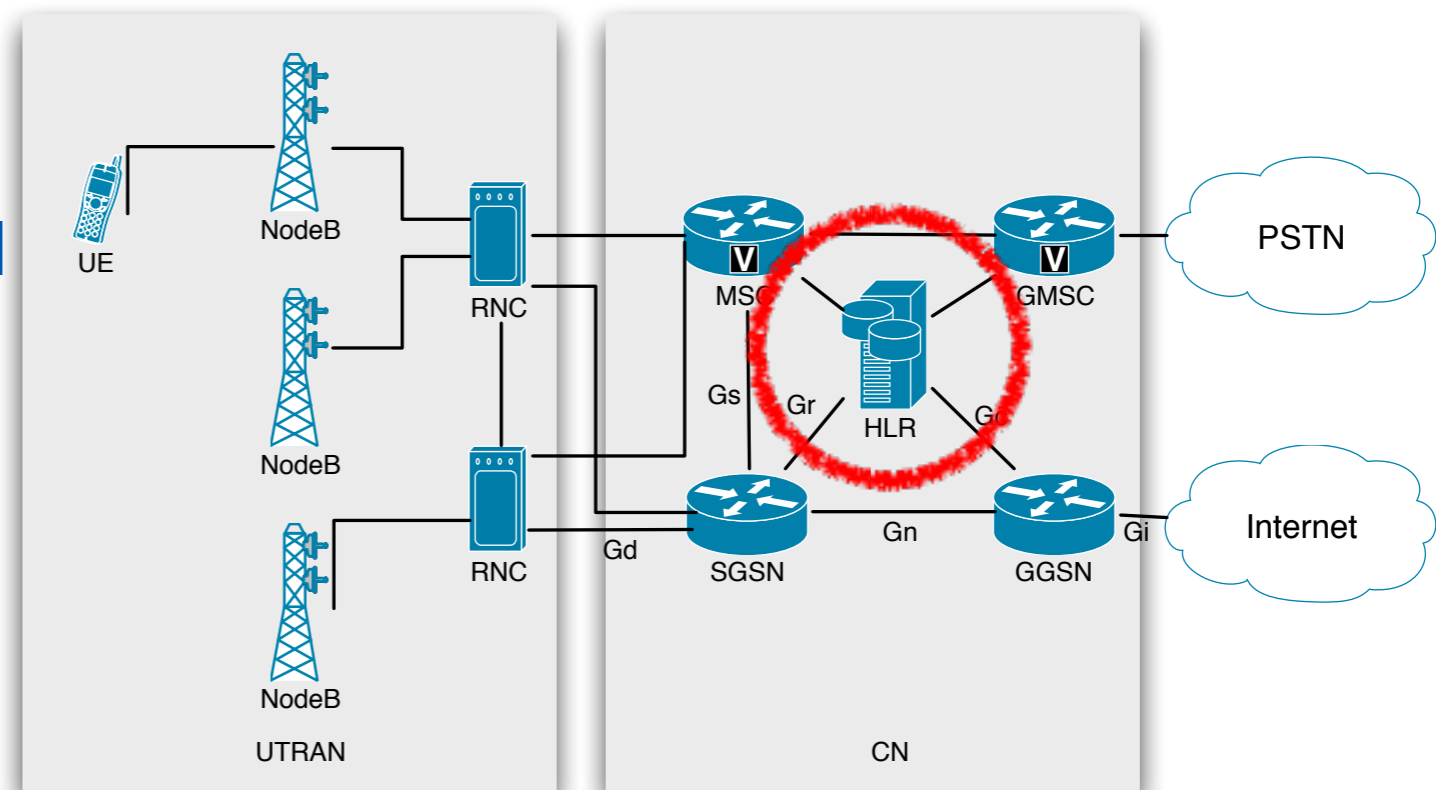 UE
NodeB
RNC
NodeB
RNC
NodeB
UTRAN
V
MSC
V
GMSC
HLR
Gs
Gr
Gd
SGSN
Gn
GGSN
Gi
CN
PSTN
Internet